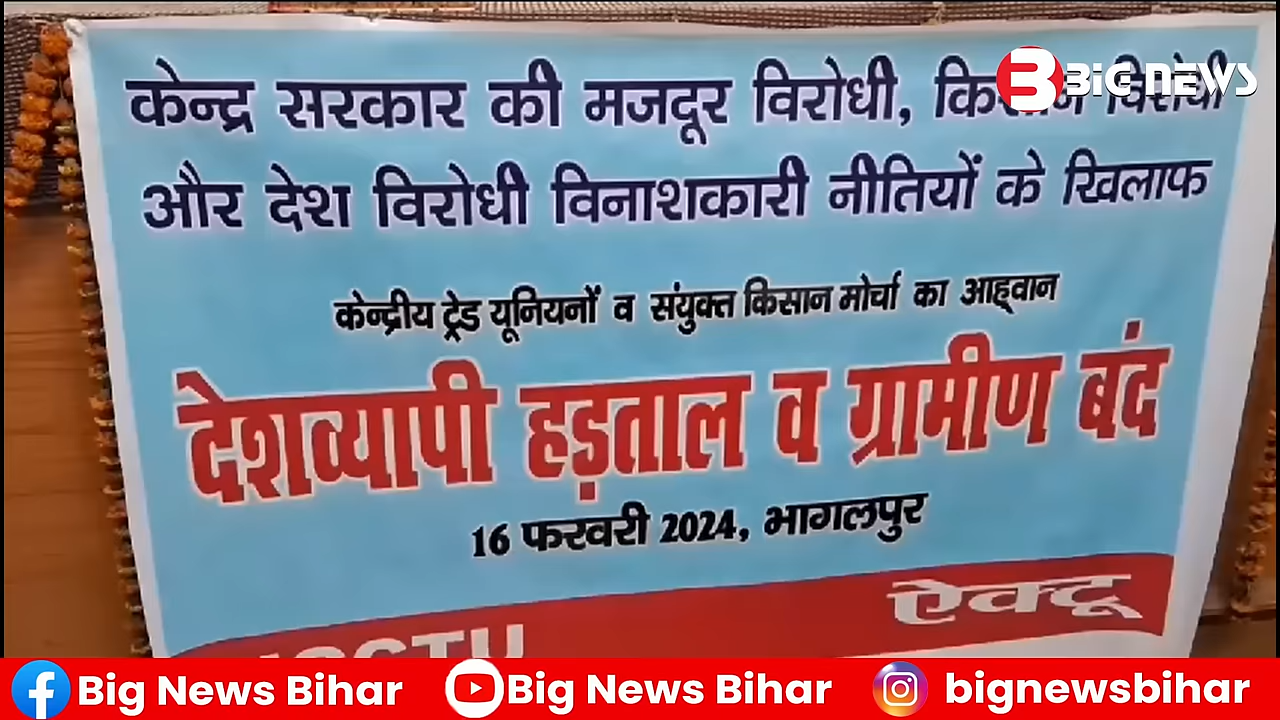 केन्द्र सरकार की मजदूर विरोधी, किसान विरोधी
BiG NEWS
और देश विरोधी विनाशकारी नीतियों के खिलाफ
केन्द्रीय ट्रेड यूनियनों व संयुक्त किसान मोर्चा का आह्वान
देशव्यापी हड़ताल व ग्रामीण बंद
16 फरवरी 2024, भागलपुर
ऐक्टू
Big News Bihar
Big News Bihar
bignewsbihar